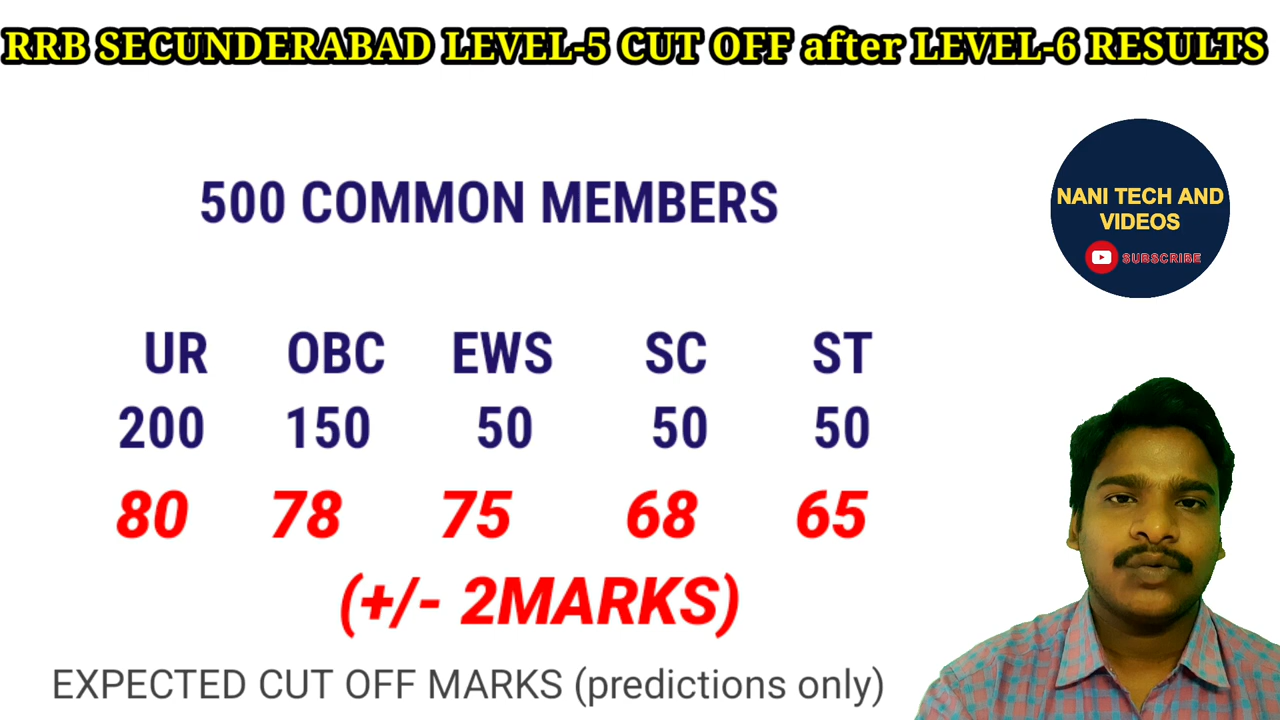 RRB SECUNDERABAD LEVEL-5 CUT OFF after LEVEL-6 RESULTS
500 COMMON MEMBERS
NANI TECH AND
VIDEOS
SUBSCRIBE
UR OBC EWS SC ST
200 150 50 50 50
80 78 75 68 65
(+/- 2MARKS)
EXPECTED CUT OFF MARKS (predictions only)